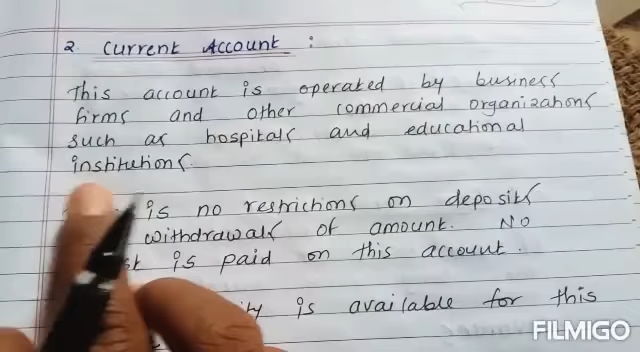 2. Current Account :
This account is operated by business
firms and other commercial organizations
such as hospitals and educational
institutions.
is no restrictions on deposits
withdrawals of amount. No
is paid on this account.
is available for this
FILMIGO